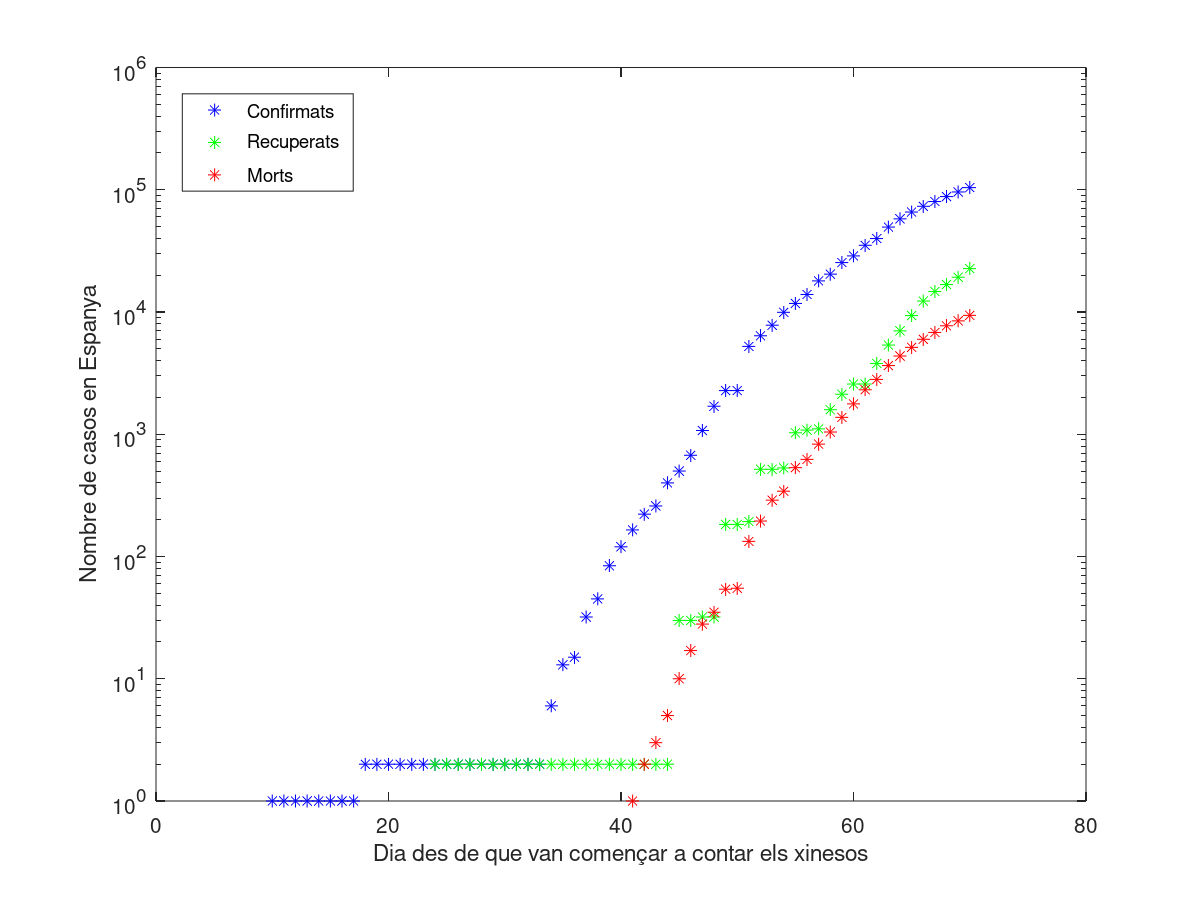 10^6
Confirmats
Recuperats
Morts
10^5
10^4
10^3
10^2
10^1
10^0
Nombre de casos en Espanya
0 20 40 60 80
Dia des de que van començar a contar els xinesos